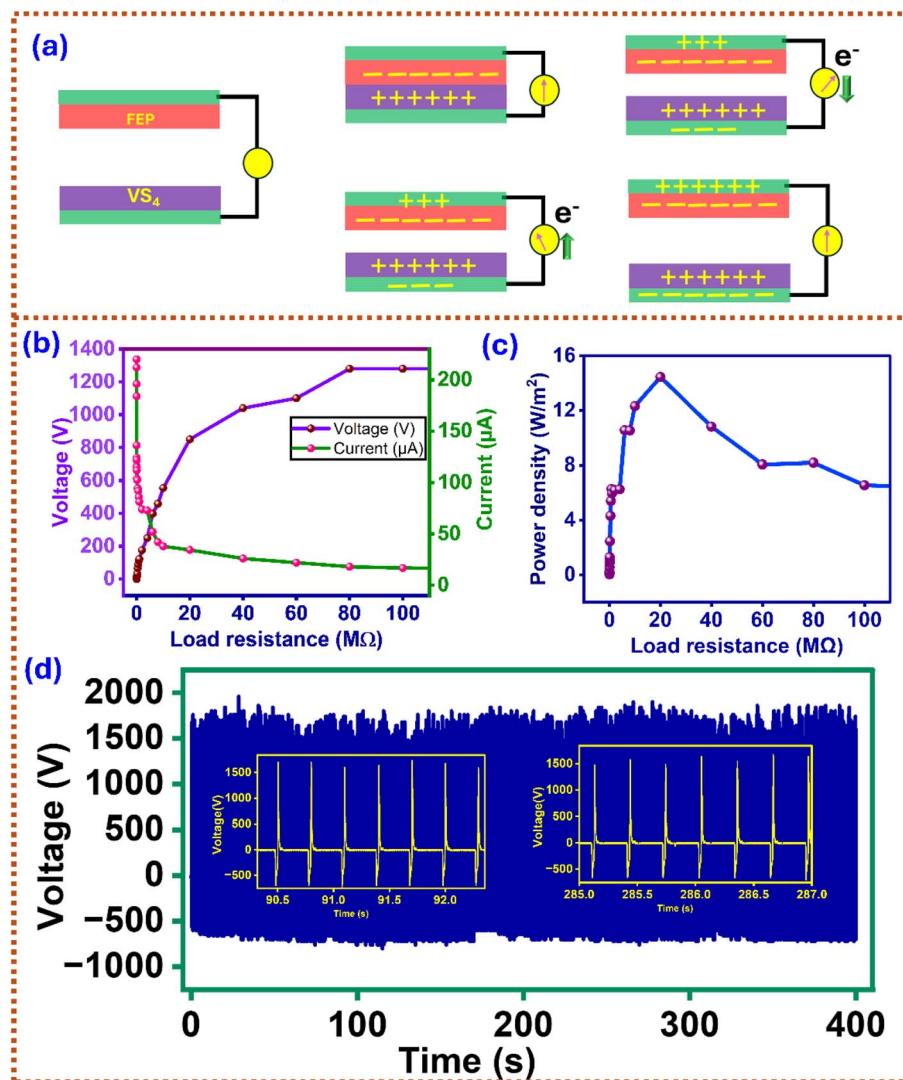 (a)
FEP
VS₄
++++++
+++
e⁻
++++++
+++
e⁻
++++++
++++++
++++++
(b)
1400
1200
1000
800
600
400
200
0
Voltage (V)
200
150
100
50
0
Current (µA)
Voltage (V)
Current (µA)
0 20 40 60 80 100
Load resistance (MΩ)
(c)
16
12
8
4
0
Power density (W/m²)
0 20 40 60 80 100
Load resistance (MΩ)
(d)
2000
1500
1000
500
0
−500
−1000
Voltage (V)
1500
1000
500
0
-500
Voltage(V)
90.5 91.0 91.5 92.0
Time (s)
1500
1000
500
0
-500
Voltage(V)
285.0 285.5 286.0 286.5 287.0
Time (s)
0 100 200 300 400
Time (s)